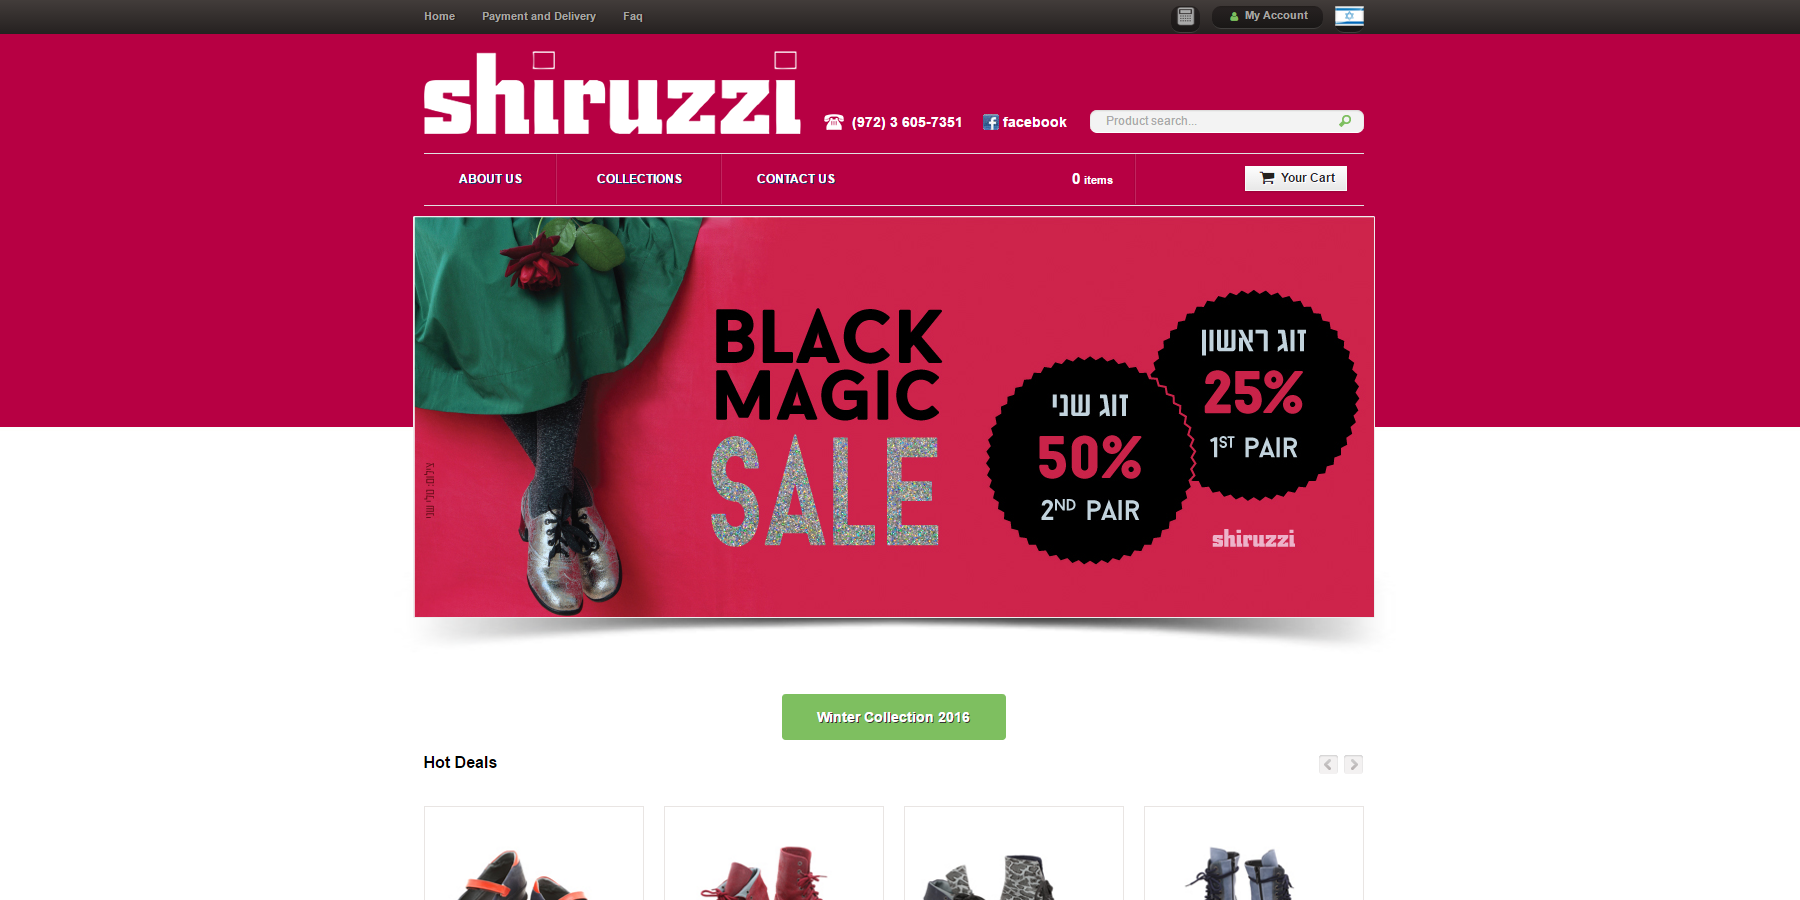 Home
Payment and Delivery
Faq
My Account
shiruzzi
(972) 3 605-7351
facebook
Product search...
ABOUT US
COLLECTIONS
CONTACT US
0 items
Your Cart
BLACK
MAGIC
SALE
זוג שני
50%
2ND PAIR
זוג ראשון
25%
1ST PAIR
shiruzzi
Winter Collection 2016
Hot Deals